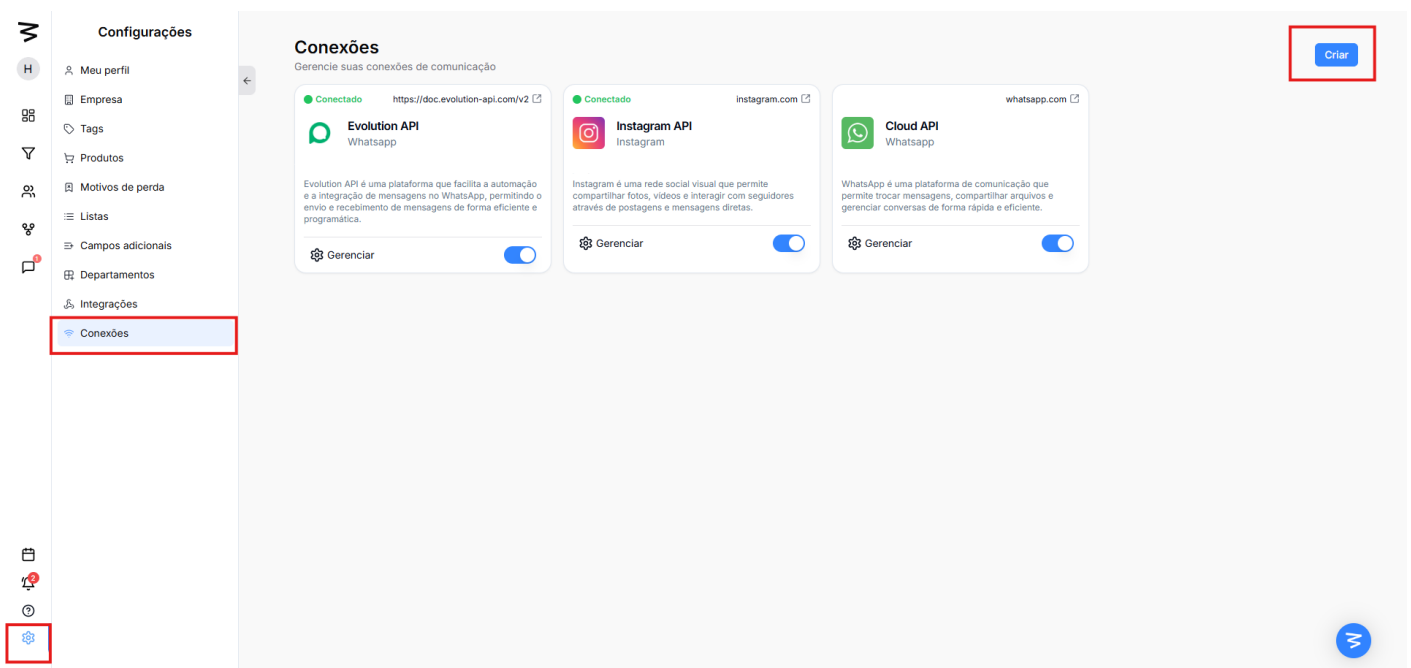 Configurações
H
Meu perfil
Empresa
Tags
Produtos
Motivos de perda
Listas
Campos adicionais
Departamentos
Integrações
Conexões
1
2
Conexões
Gerencie suas conexões de comunicação
Criar
Conectado https://doc.evolution-api.com/v2
Evolution API
Whatsapp
Evolution API é uma plataforma que facilita a automação
e a integração de mensagens no WhatsApp, permitindo o
envio e recebimento de mensagens de forma eficiente e
programática.
Gerenciar
Conectado instagram.com
Instagram API
Instagram
Instagram é uma rede social visual que permite
compartilhar fotos, vídeos e interagir com seguidores
através de postagens e mensagens diretas.
Gerenciar
whatsapp.com
Cloud API
Whatsapp
WhatsApp é uma plataforma de comunicação que
permite trocar mensagens, compartilhar arquivos e
gerenciar conversas de forma rápida e eficiente.
Gerenciar